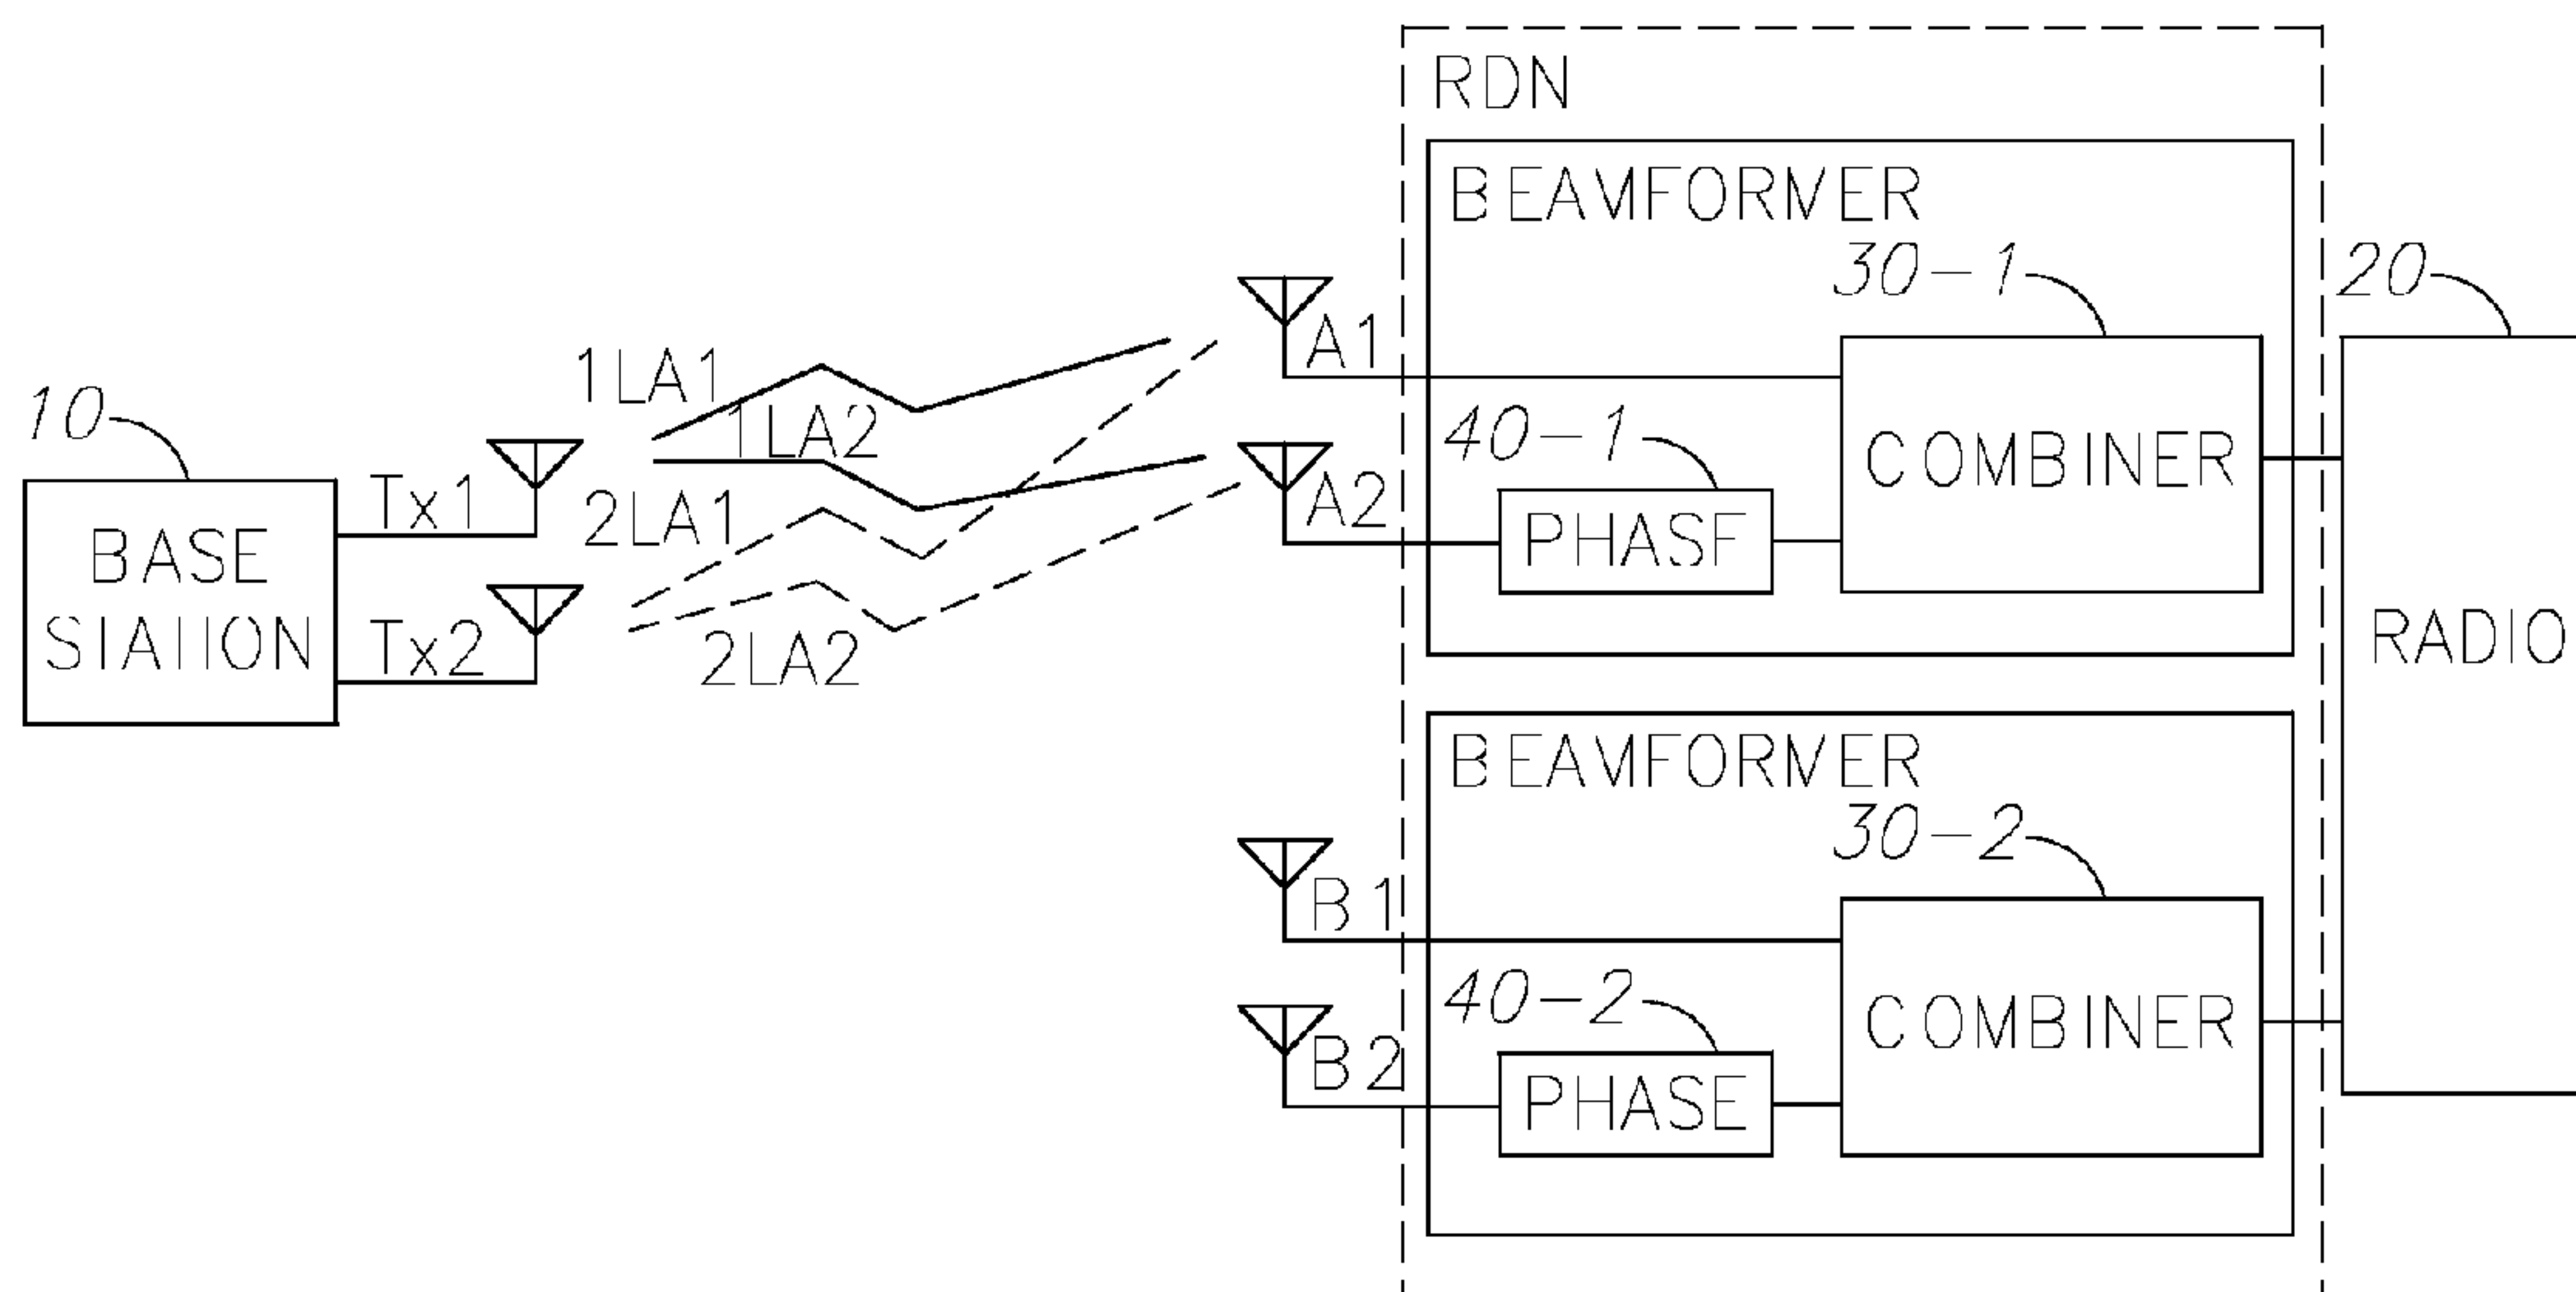 RDN
BEAMFORMER
30-1
20
A1
1LA1
1LA2
10
40-1
COMBINER
Tx1
2LA1
A2
PHASF
BASE
STATION
RADIO
Tx2
2LA2
BEAMFORMER
30-2
B1
40-2
COMBINER
B2
PHASE